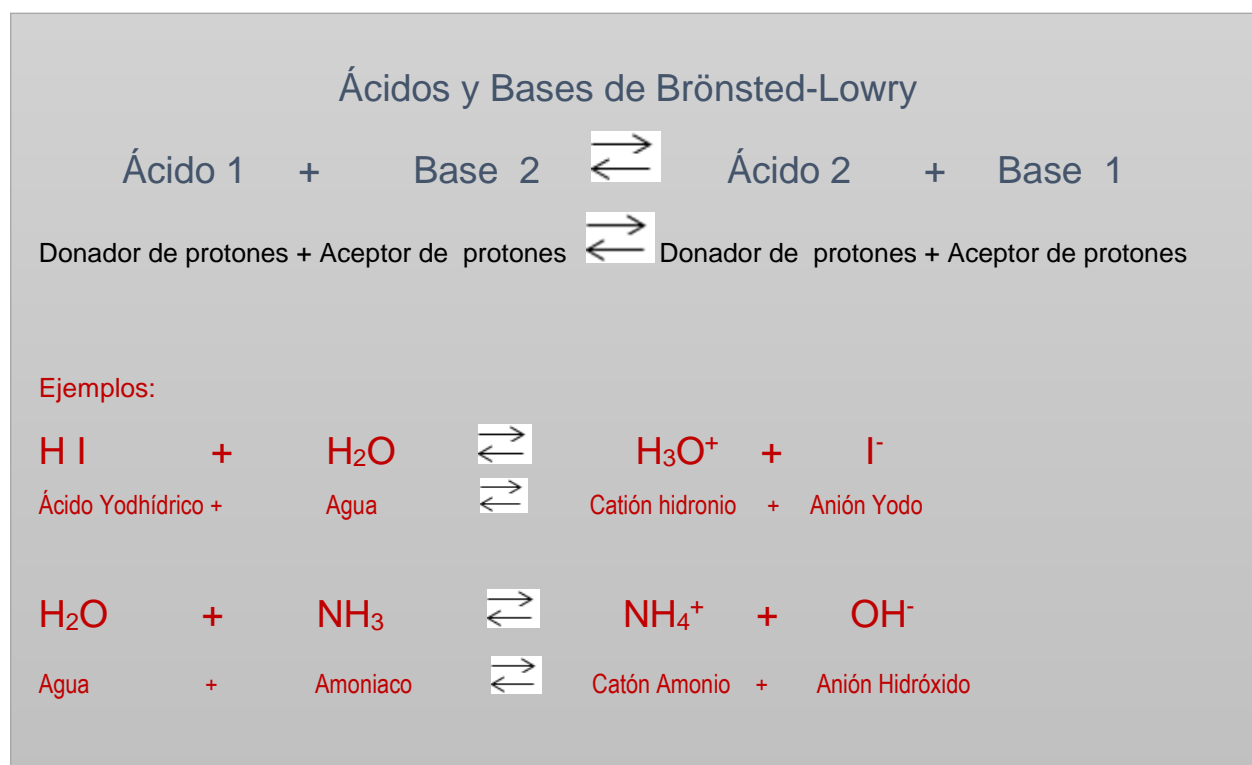 Ácidos y Bases de Brönsted-Lowry
Ácido 1 + Base 2 ⇄ Ácido 2 + Base 1
Donador de protones + Aceptor de protones ⇄ Donador de protones + Aceptor de protones
Ejemplos:
H I + H₂O ⇄ H₃O⁺ + I⁻
Ácido Yodhídrico + Agua ⇄ Catión hidronio + Anión Yodo
H₂O + NH₃ ⇄ NH₄⁺ + OH⁻
Agua + Amoniaco ⇄ Catón Amonio + Anión Hidróxido